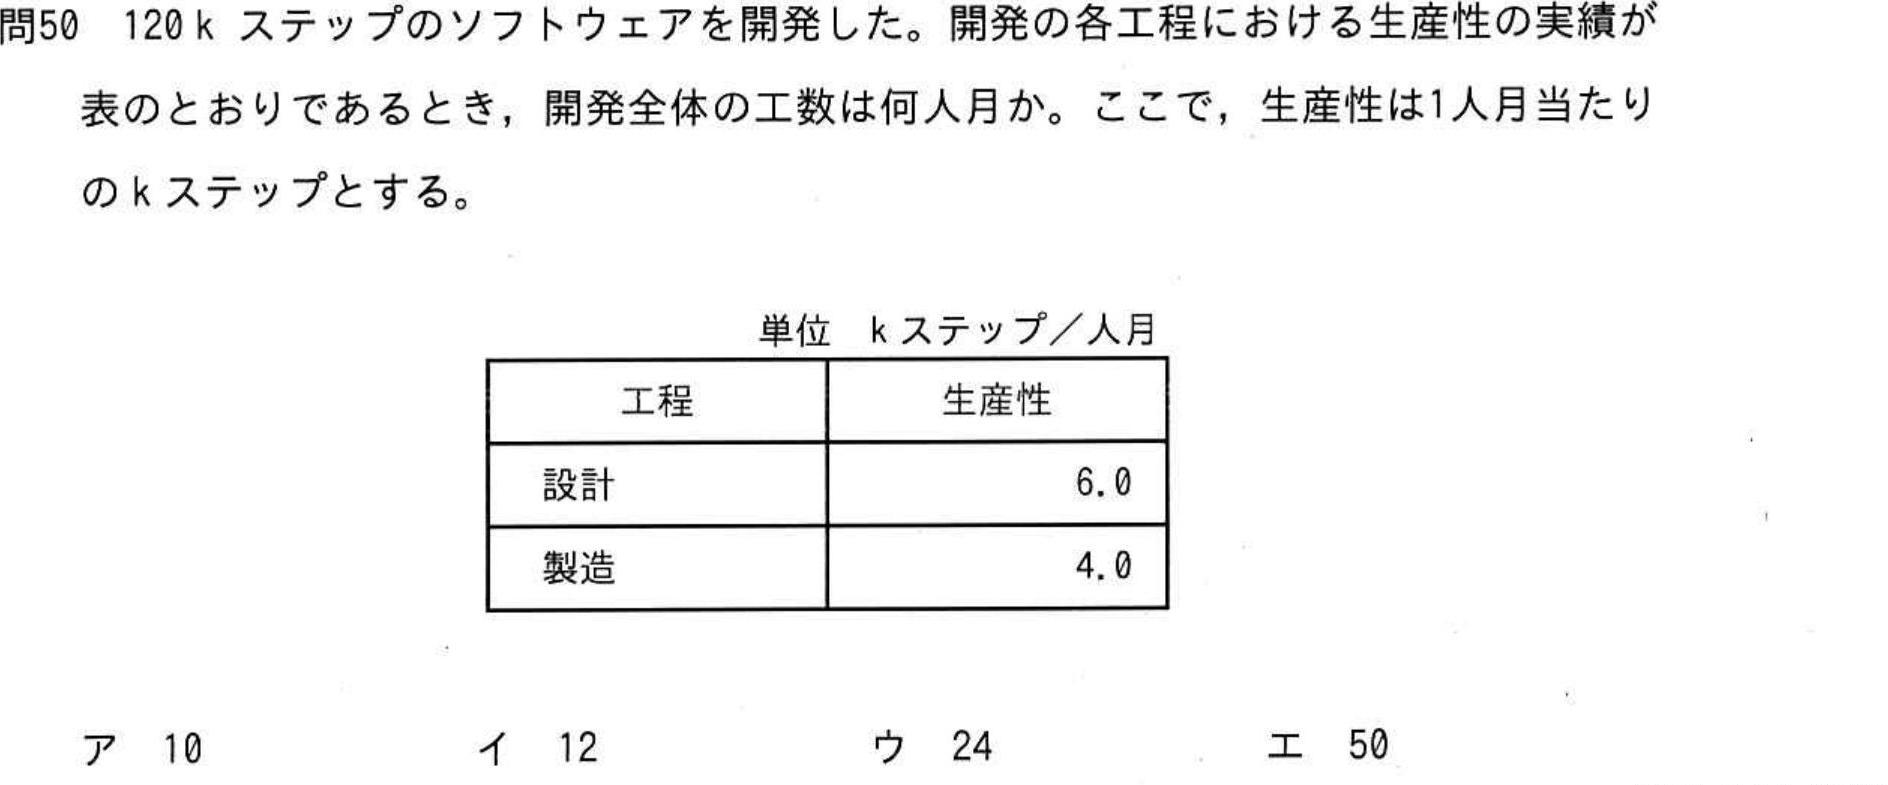 問50 120k ステップのソフトウェアを開発した。開発の各工程における生産性の実績が
表のとおりであるとき，開発全体の工数は何人月か。ここで，生産性は1人月当たり
のkステップとする。
単位 kステップ／人月
工程 生産性
設計 6.0
製造 4.0
ア 10 イ 12 ウ 24 エ 50